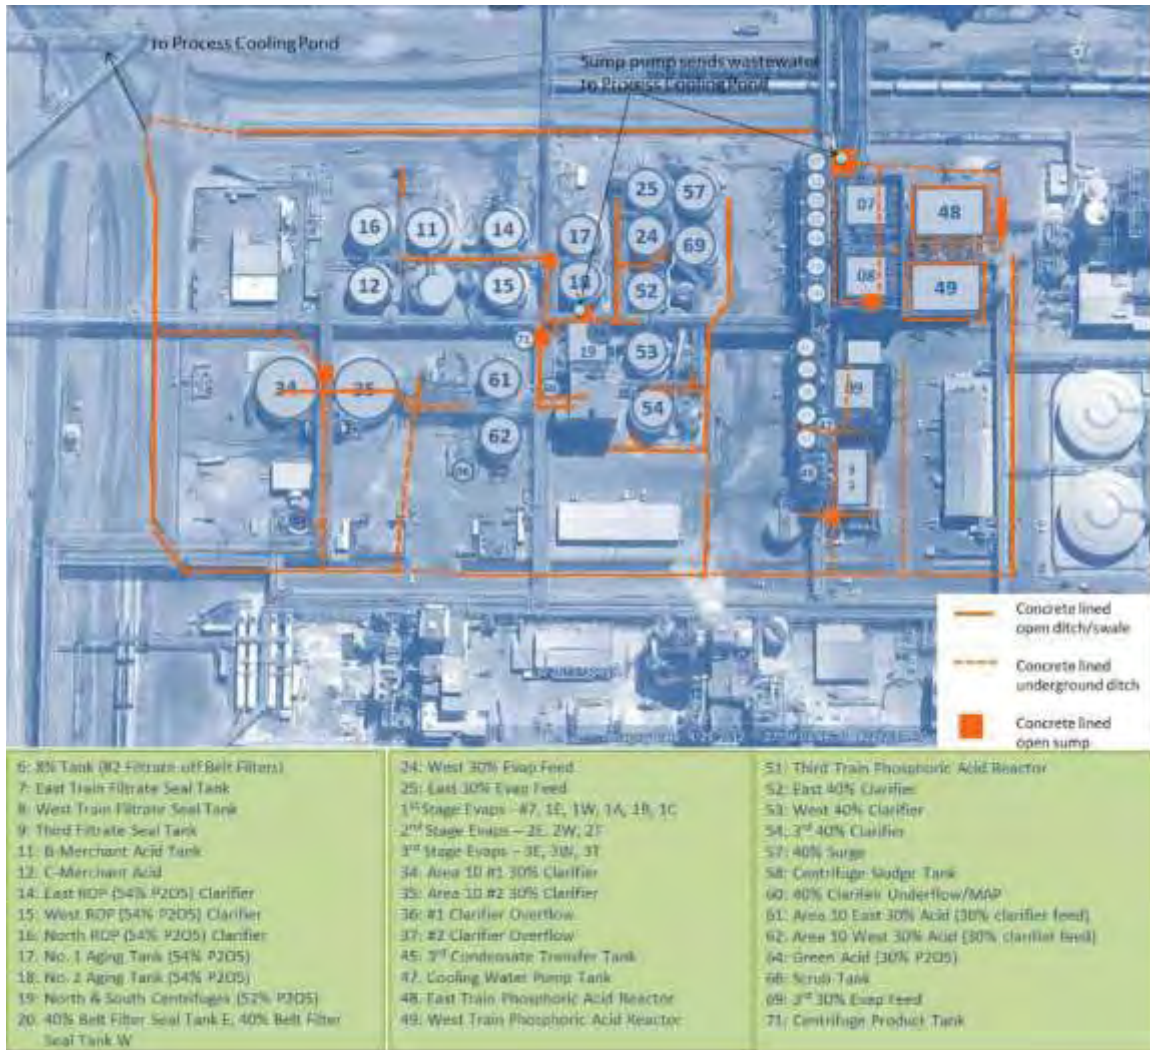 to Process Cooling Pond
Sump pump sends wastewater
to Process Cooling Pond
25
57
16
11
14
17
24
69
07
48
12
15
18
52
08
49
71
19
53
34
35
61
09
54
62
Concrete lined
open ditch/swale
Concrete lined
underground ditch
Concrete lined
open sump
6: 8% Tank (#2 Filtrate off Belt Filters)
7: East Train Filtrate Seal Tank
8: West Train Filtrate Seal Tank
9: Third Filtrate Seal Tank
11: B-Merchant Acid Tank
12: C-Merchant Acid
14: East ROP (54% P2O5) Clarifier
15: West ROP (54% P2O5) Clarifier
16: North ROP (54% P2O5) Clarifier
17: No. 1 Aging Tank (54% P2O5)
18: No. 2 Aging Tank (54% P2O5)
19: North & South Centrifuges (52% P2O5)
20: 40% Belt Filter Seal Tank E, 40% Belt Filter
Seal Tank W
24: West 30% Evap Feed
25: East 30% Evap Feed
1st Stage Evaps - #7, 1E, 1W, 1A, 1B, 1C
2nd Stage Evaps – 2E, 2W, 2T
3rd Stage Evaps – 3E, 3W, 3T
34: Area 10 #1 30% Clarifier
35: Area 10 #2 30% Clarifier
36: #1 Clarifier Overflow
37: #2 Clarifier Overflow
45: 3rd Condensate Transfer Tank
47: Cooling Water Pump Tank
48: East Train Phosphoric Acid Reactor
49: West Train Phosphoric Acid Reactor
51: Third Train Phosphoric Acid Reactor
52: East 40% Clarifier
53: West 40% Clarifier
54: 3rd 40% Clarifier
57: 40% Surge
58: Centrifuge Sludge Tank
60: 40% Clarifier Underflow/MAP
61: Area 10 East 30% Acid (30% clarifier feed)
62: Area 10 West 30% Acid (30% clarifier feed)
64: Green Acid (30% P2O5)
68: Scrub Tank
69: 3rd 30% Evap Feed
71: Centrifuge Product Tank